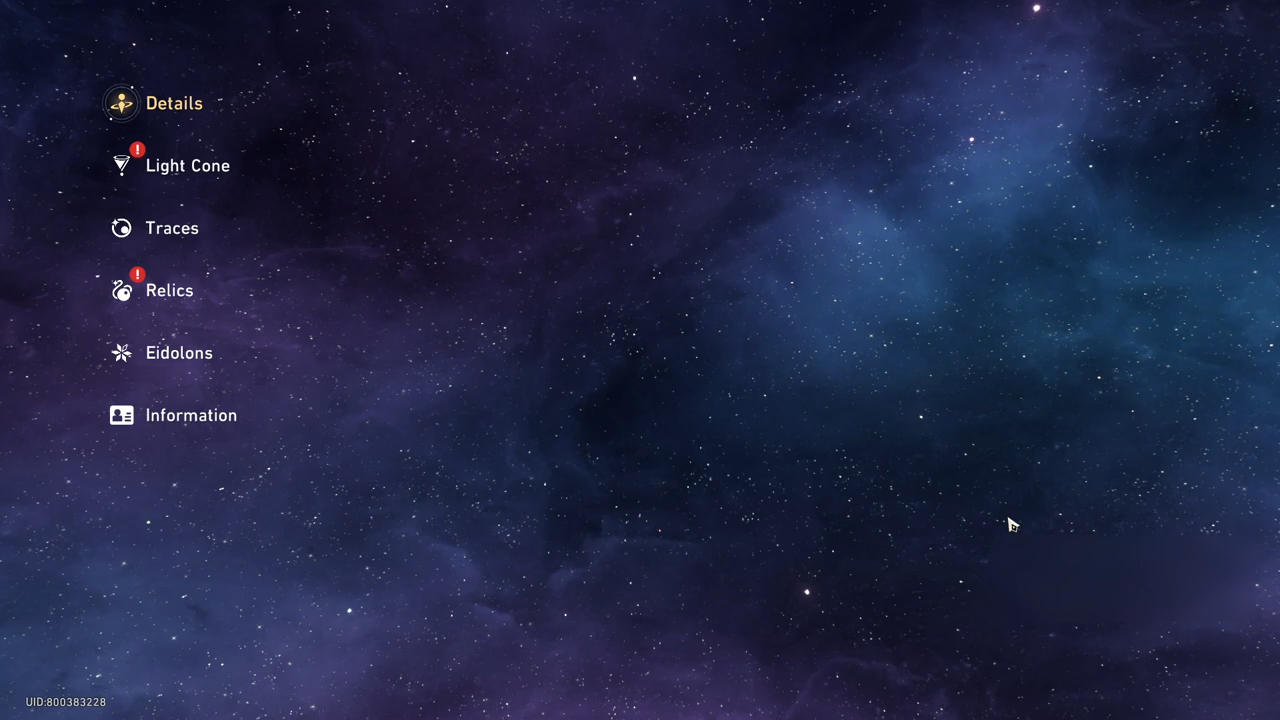 Details
Light Cone
Traces
Relics
Eidolons
Information
UID:800383228